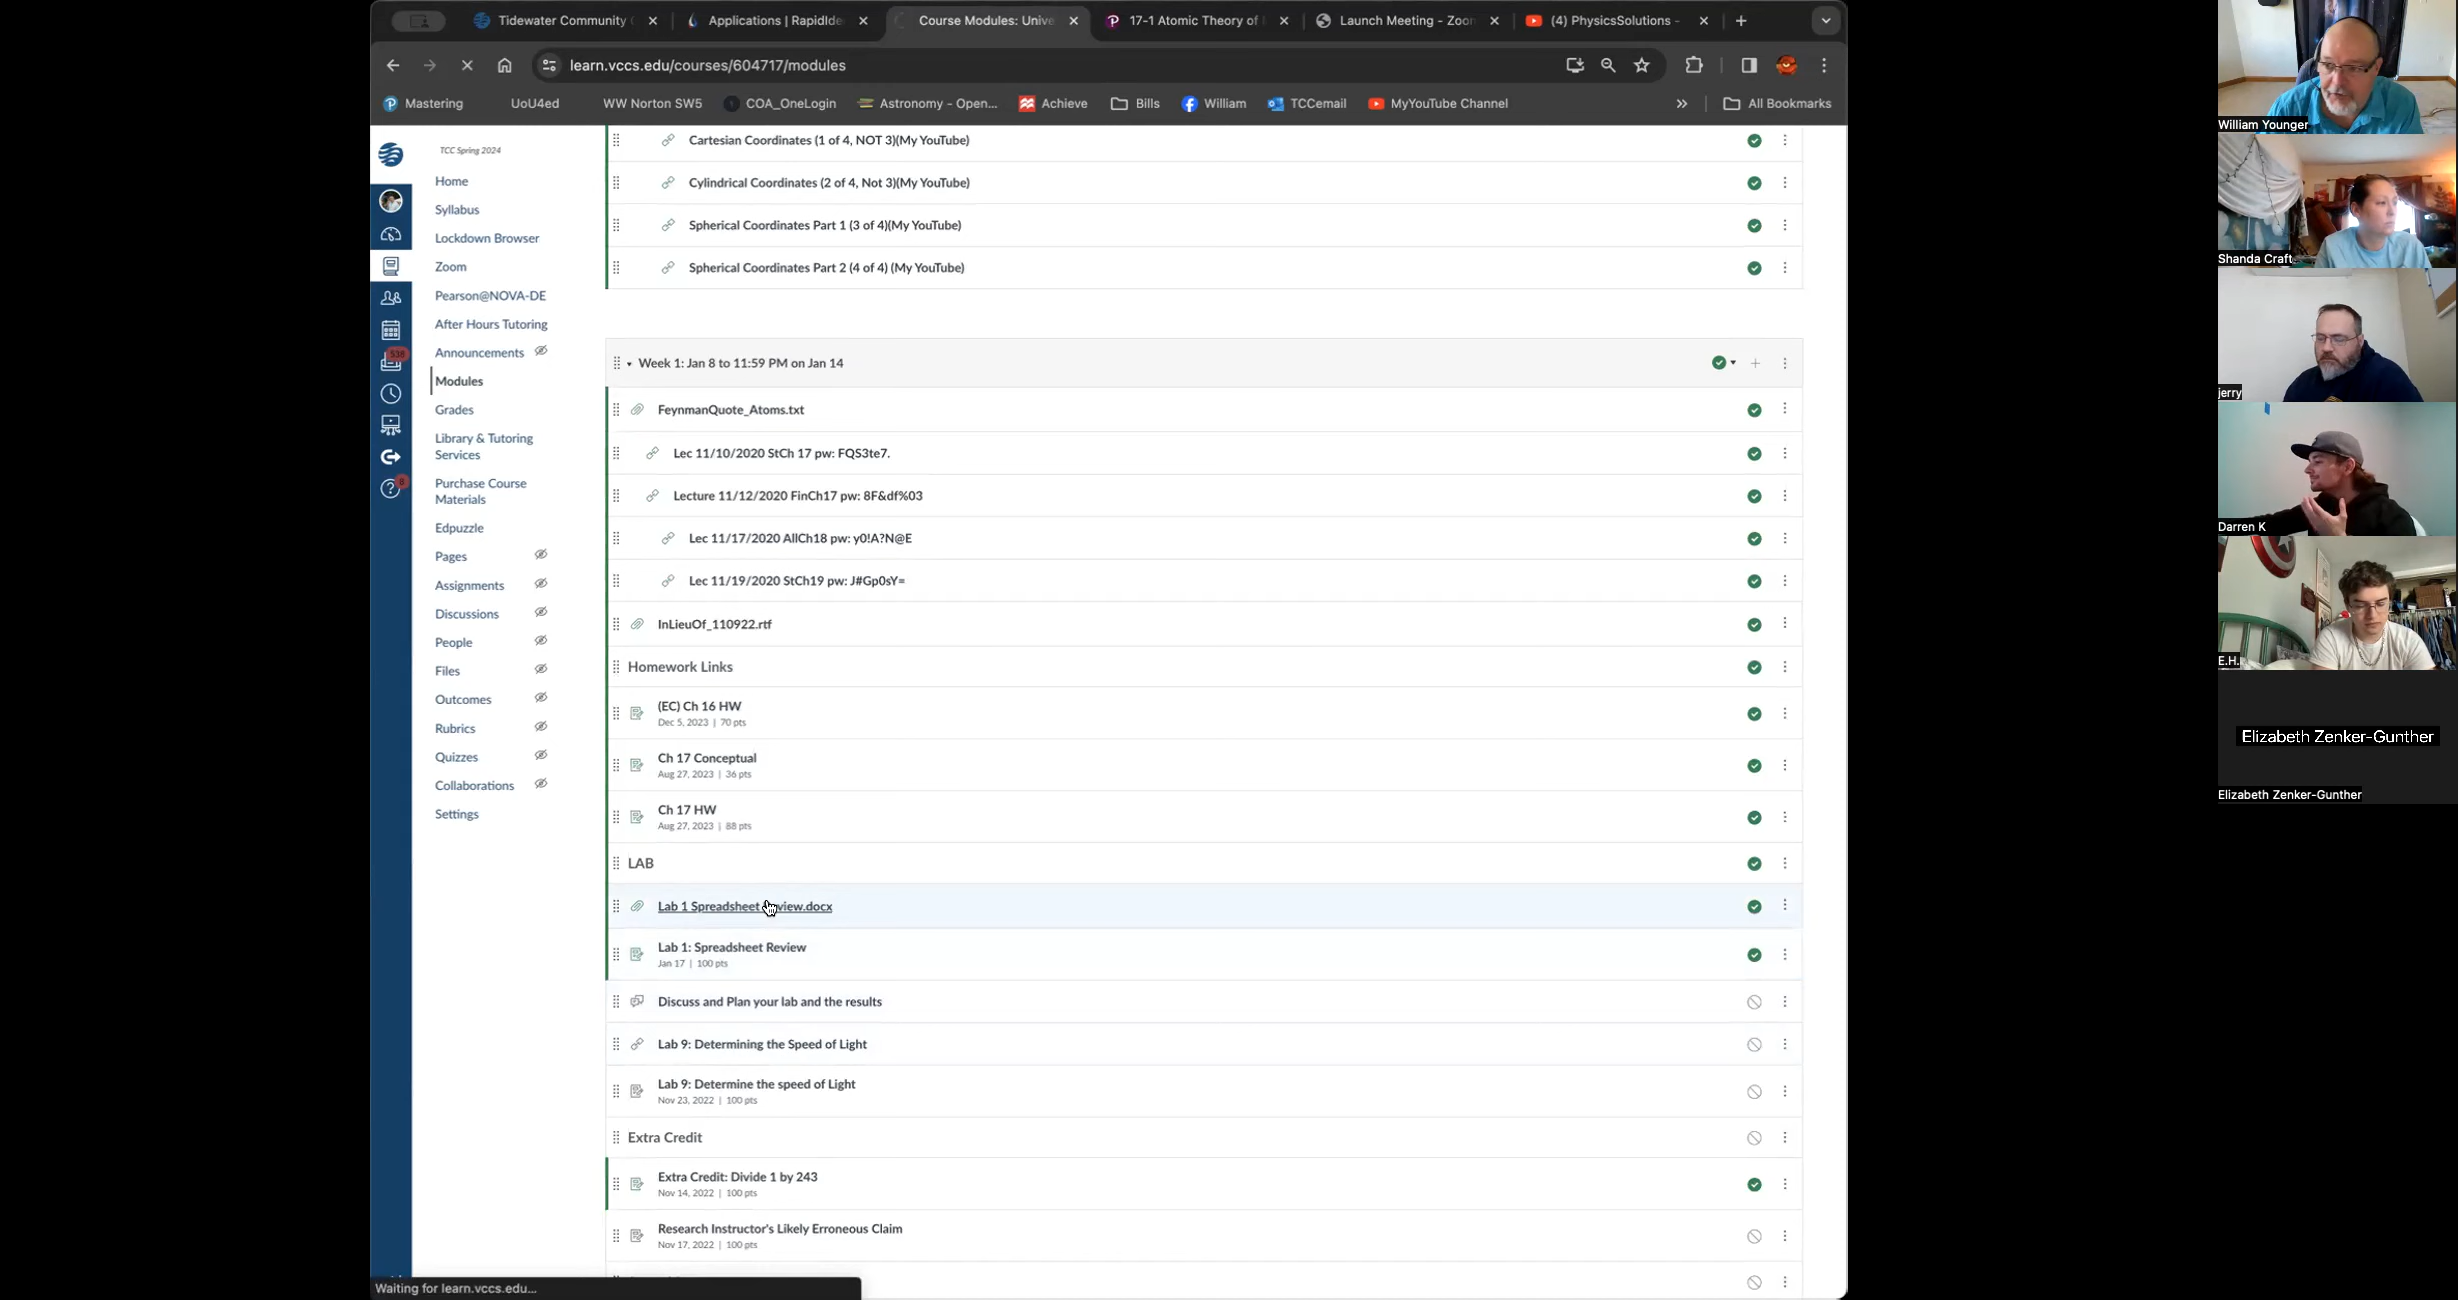 Tidewater Community
Applications | RapidIde
Course Modules: Unive
17-1 Atomic Theory of
Launch Meeting - Zoo
(4) PhysicsSolutions -
learn.vccs.edu/courses/604717/modules
Mastering
UoU4ed
WW Norton SW5
COA_OneLogin
Astronomy - Open...
Achieve
Bills
William
TCCemail
MyYouTube Channel
»
All Bookmarks
TCC Spring 2024
Home
Syllabus
Lockdown Browser
Zoom
Pearson@NOVA-DE
After Hours Tutoring
Announcements
Modules
Grades
Library & Tutoring
Services
Purchase Course
Materials
Edpuzzle
Pages
Assignments
Discussions
People
Files
Outcomes
Rubrics
Quizzes
Collaborations
Settings
538
8
Cartesian Coordinates (1 of 4, NOT 3)(My YouTube)
Cylindrical Coordinates (2 of 4, Not 3)(My YouTube)
Spherical Coordinates Part 1 (3 of 4)(My YouTube)
Spherical Coordinates Part 2 (4 of 4) (My YouTube)
Week 1: Jan 8 to 11:59 PM on Jan 14
FeynmanQuote_Atoms.txt
Lec 11/10/2020 StCh 17 pw: FQS3te7.
Lecture 11/12/2020 FinCh17 pw: 8F&df%03
Lec 11/17/2020 AllCh18 pw: y0!A?N@E
Lec 11/19/2020 StCh19 pw: J#Gp0sY=
InLieuOf_110922.rtf
Homework Links
(EC) Ch 16 HW
Dec 5, 2023 | 70 pts
Ch 17 Conceptual
Aug 27, 2023 | 36 pts
Ch 17 HW
Aug 27, 2023 | 88 pts
LAB
Lab 1 Spreadsheet view.docx
Lab 1: Spreadsheet Review
Jan 17 | 100 pts
Discuss and Plan your lab and the results
Lab 9: Determining the Speed of Light
Lab 9: Determine the speed of Light
Nov 23, 2022 | 100 pts
Extra Credit
Extra Credit: Divide 1 by 243
Nov 14, 2022 | 100 pts
Research Instructor's Likely Erroneous Claim
Nov 17, 2022 | 100 pts
Waiting for learn.vccs.edu...
William Younger
Shanda Craft
jerry
Darren K
E.H.
Elizabeth Zenker-Gunther
Elizabeth Zenker-Gunther